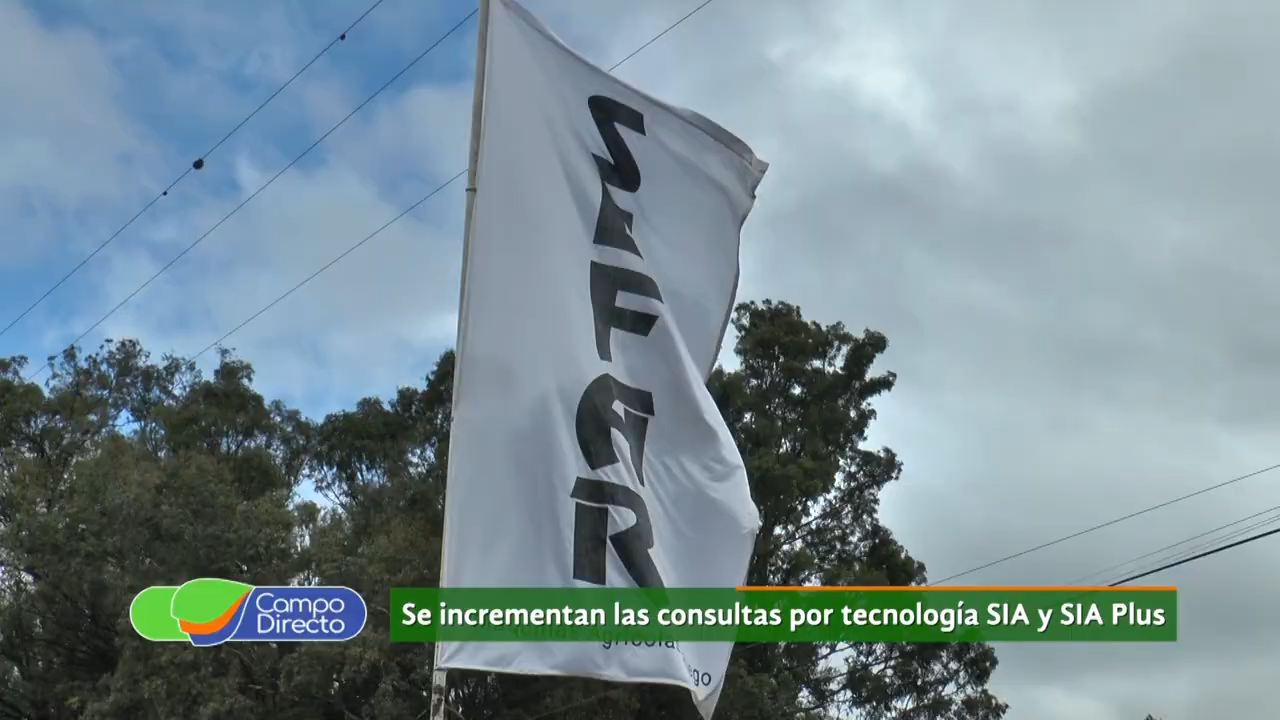 SEFAR
Campo
Directo
Se incrementan las consultas por tecnología SIA y SIA Plus